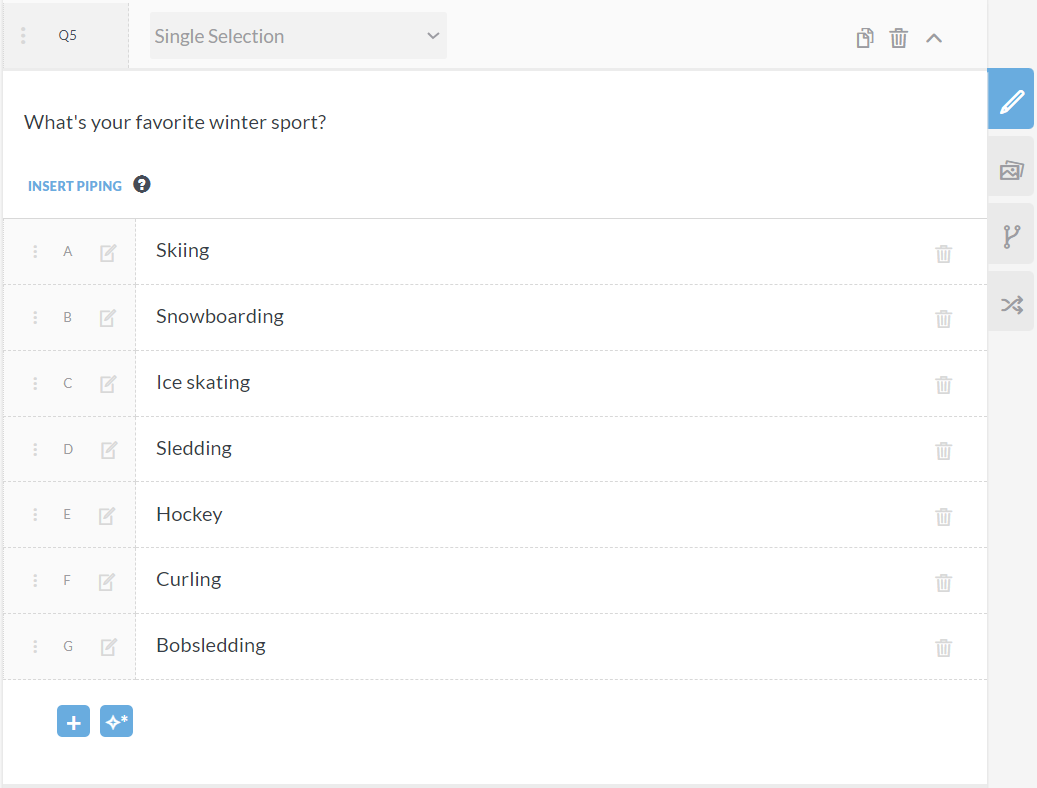 Q5 Single Selection
What's your favorite winter sport?
INSERT PIPING ?
A Skiing
B Snowboarding
C Ice skating
D Sledding
E Hockey
F Curling
G Bobsledding